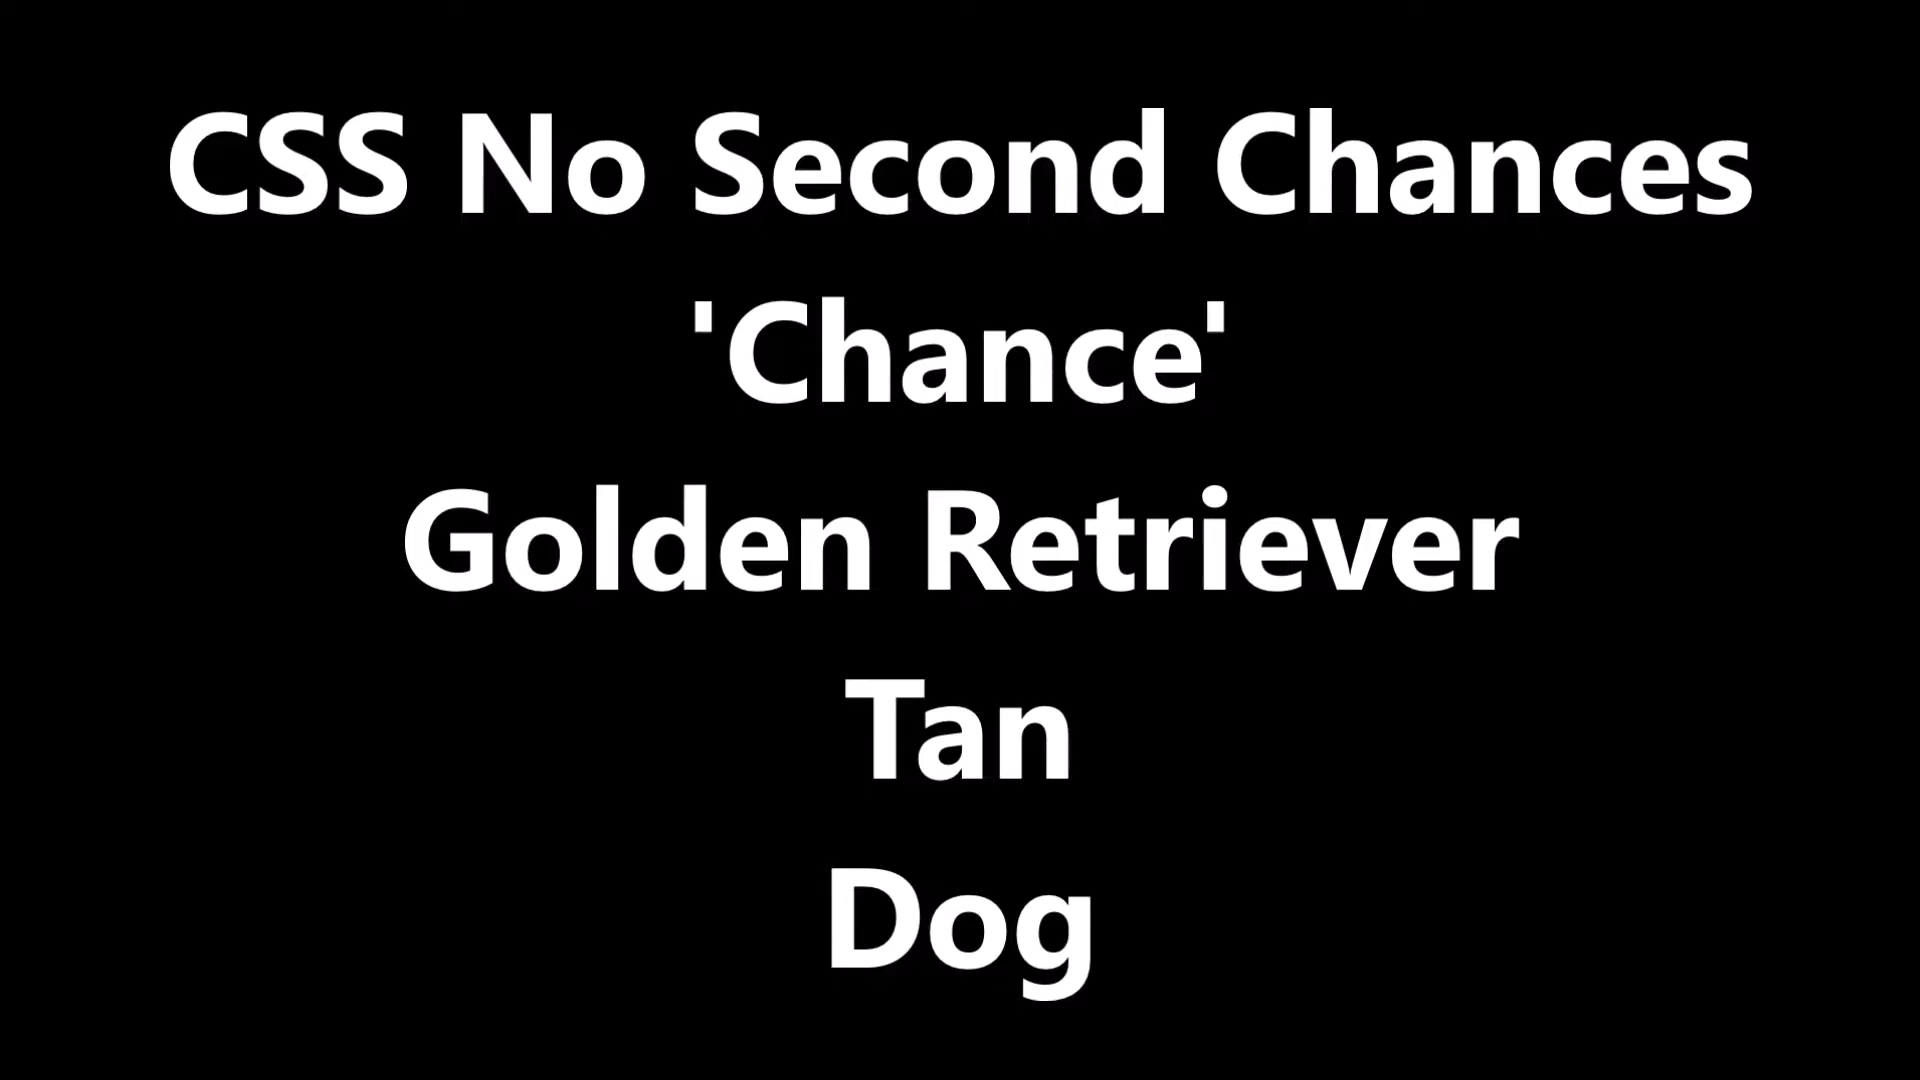 CSS No Second Chances
'Chance'
Golden Retriever
Tan
Dog